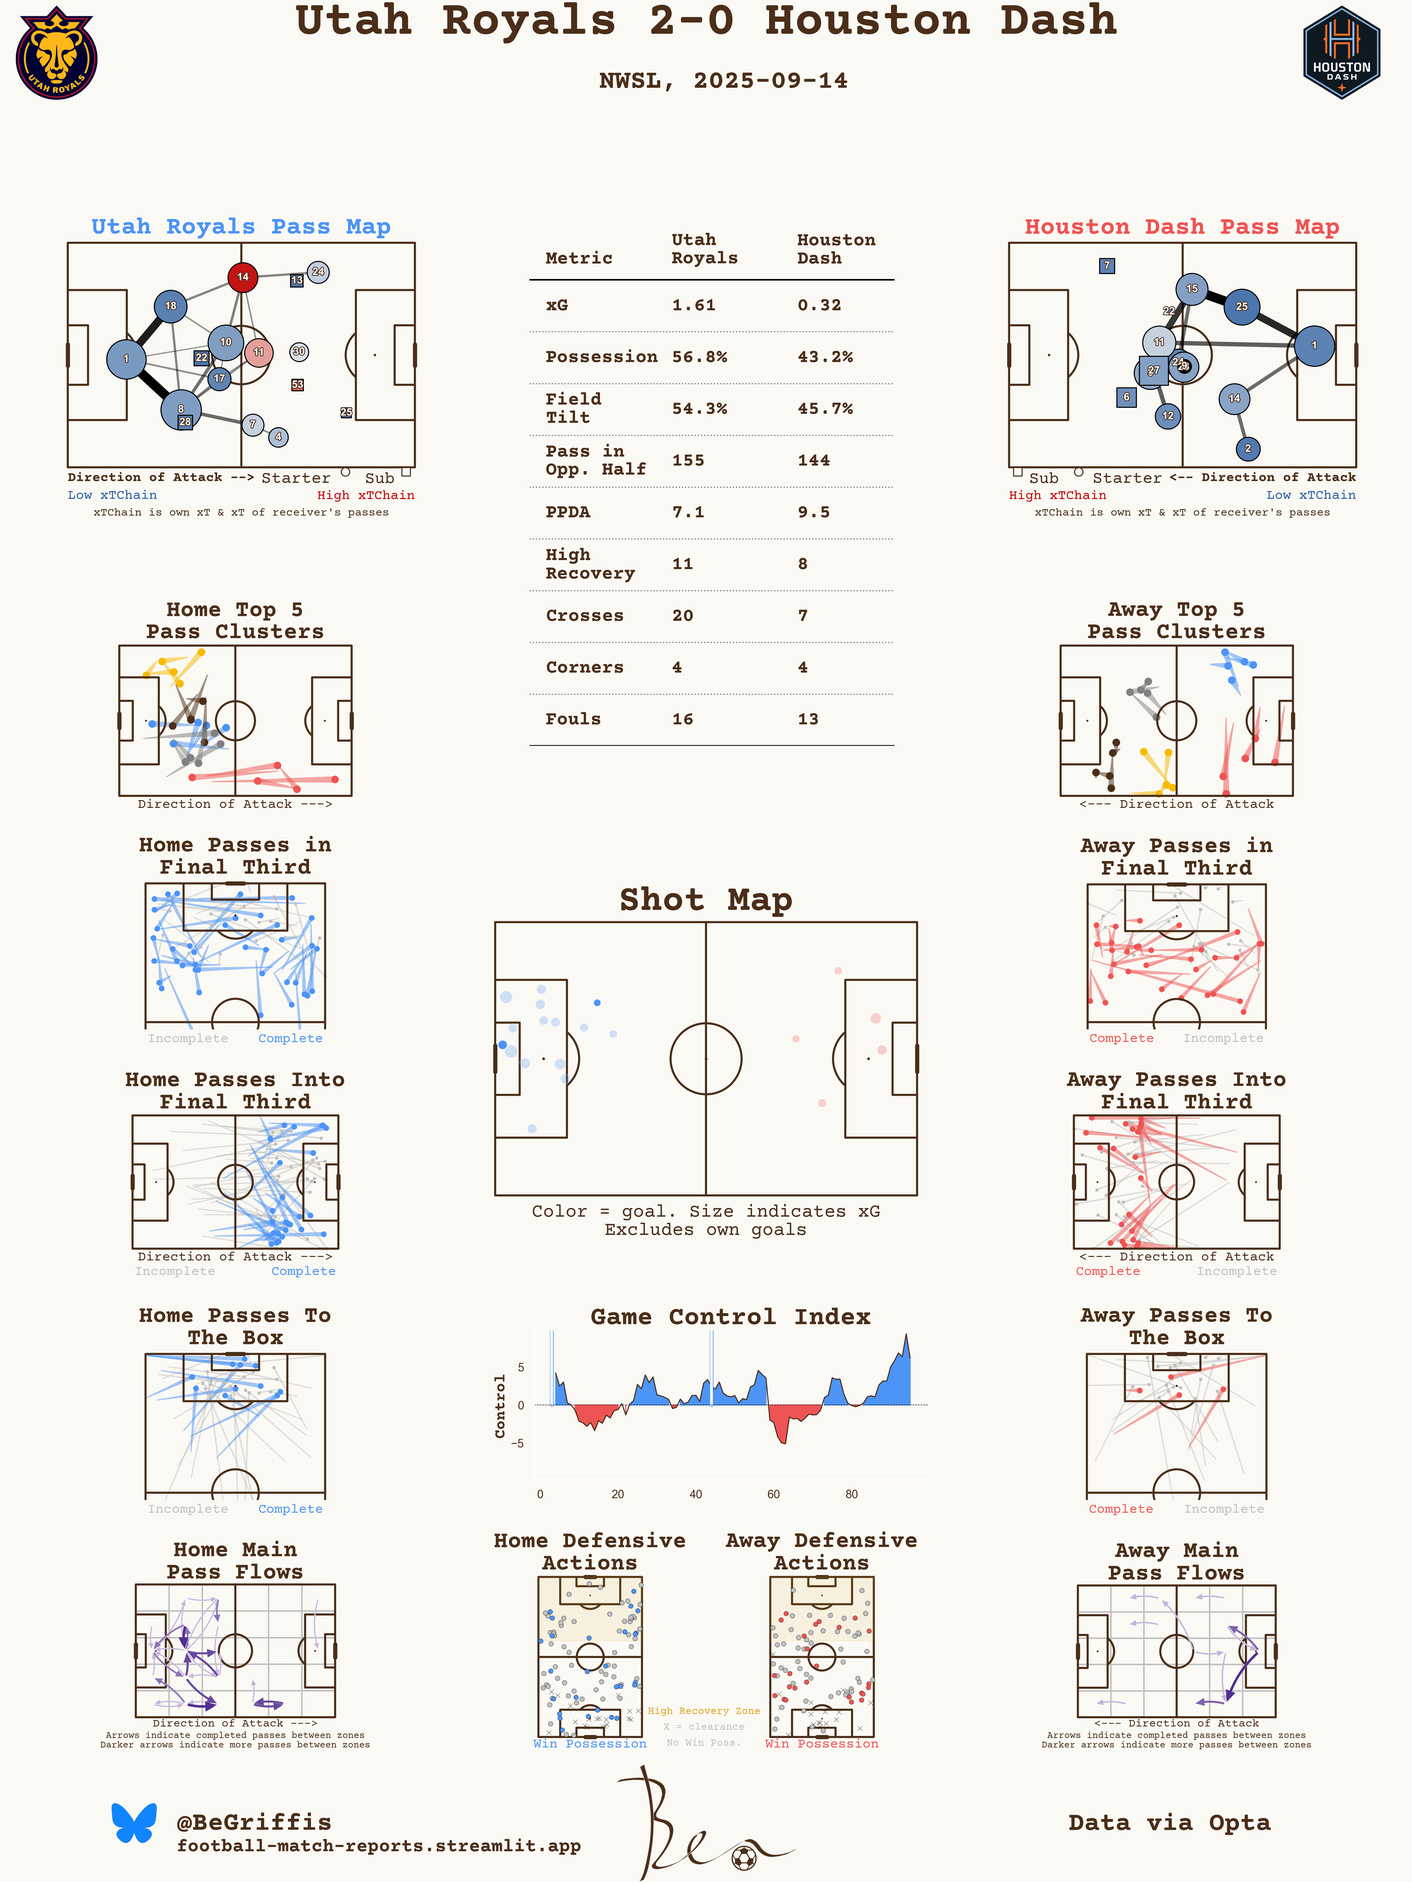 Utah Royals 2-0 Houston Dash
NWSL, 2025-09-14
UTAH ROYALS
HOUSTON
DASH
Utah Royals Pass Map
14
24
13
18
10
11
30
22
1
17
53
8
28
7
4
25
Direction of Attack --> Starter Sub
Low xTChain High xTChain
xTChain is own xT & xT of receiver's passes
Metric Utah Royals Houston Dash
xG 1.61 0.32
Possession 56.8% 43.2%
Field Tilt 54.3% 45.7%
Pass in Opp. Half 155 144
PPDA 7.1 9.5
High Recovery 11 8
Crosses 20 7
Corners 4 4
Fouls 16 13
Houston Dash Pass Map
7
15
22
25
11
1
24
27
6
14
12
2
Sub Starter <-- Direction of Attack
High xTChain Low xTChain
xTChain is own xT & xT of receiver's passes
Home Top 5
Pass Clusters
Direction of Attack --->
Away Top 5
Pass Clusters
<--- Direction of Attack
Home Passes in
Final Third
Incomplete Complete
Away Passes in
Final Third
Complete Incomplete
Shot Map
Color = goal. Size indicates xG
Excludes own goals
Home Passes Into
Final Third
Direction of Attack --->
Incomplete Complete
Away Passes Into
Final Third
<--- Direction of Attack
Complete Incomplete
Home Passes To
The Box
Incomplete Complete
Game Control Index
Control
5
0
−5
0 20 40 60 80
Away Passes To
The Box
Complete Incomplete
Home Main
Pass Flows
Direction of Attack --->
Arrows indicate completed passes between zones
Darker arrows indicate more passes between zones
Home Defensive
Actions
Win Possession
High Recovery Zone
X = clearance
No Win Poss.
Away Defensive
Actions
Win Possession
Away Main
Pass Flows
<--- Direction of Attack
Arrows indicate completed passes between zones
Darker arrows indicate more passes between zones
@BeGriffis
football-match-reports.streamlit.app
Ben
Data via Opta